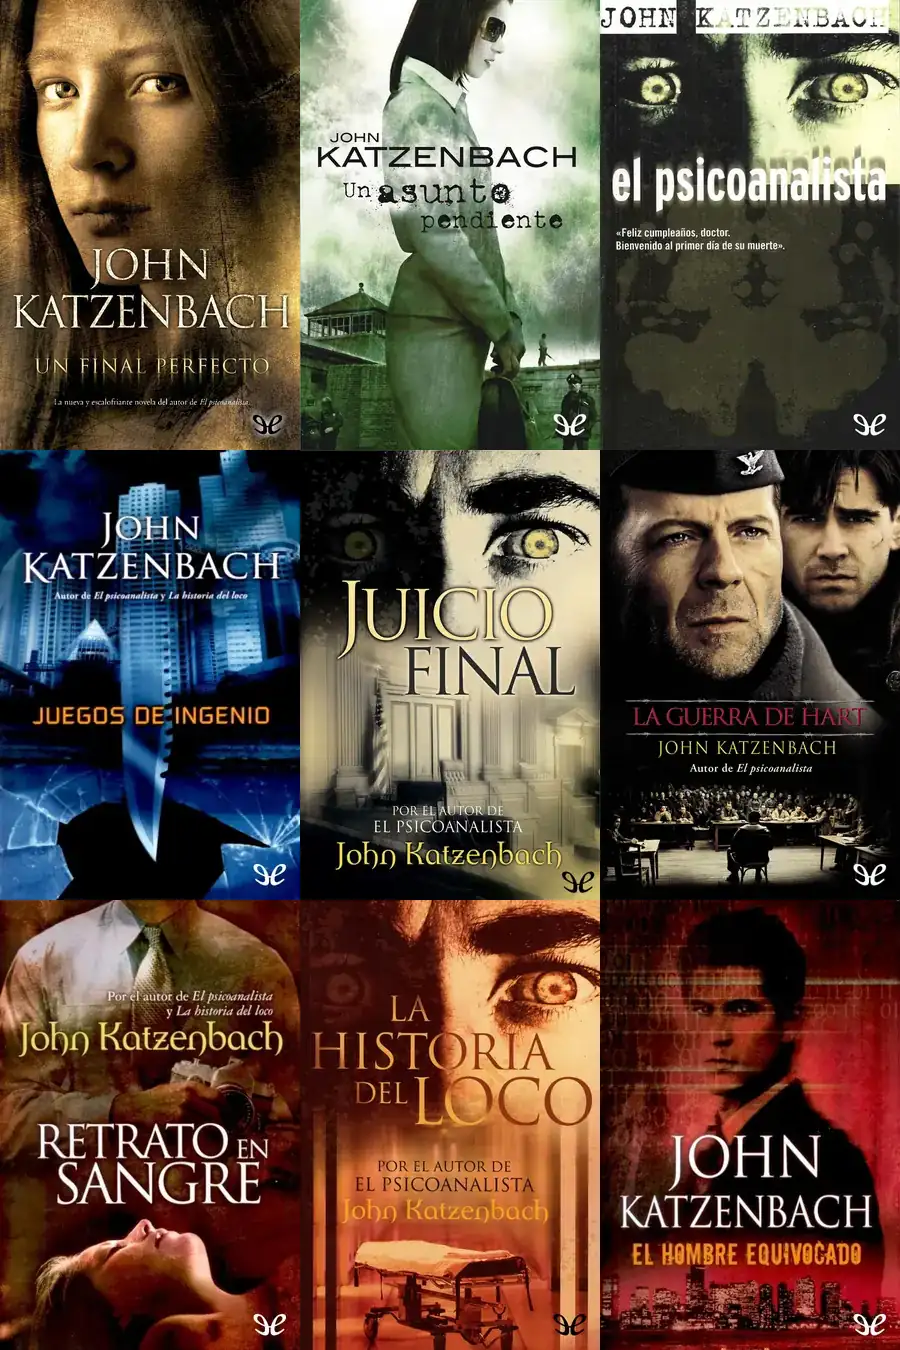 JOHN
KATZENBACH
UN FINAL PERFECTO
La nueva y escalofriante novela del autor de El psicoanalista.
JOHN
KATZENBACH
Un asunto
pendiente
JOHN KATZENBACH
el psicoanalista
«Feliz cumpleaños, doctor.
Bienvenido al primer día de su muerte».
JOHN
KATZENBACH
Autor de El psicoanalista y La historia del loco
JUEGOS DE INGENIO
JUICIO
FINAL
POR EL AUTOR DE
EL PSICOANALISTA
John Katzenbach
LA GUERRA DE HART
JOHN KATZENBACH
Autor de El psicoanalista
Por el autor de El psicoanalista
y La historia del loco
John Katzenbach
RETRATO EN
SANGRE
LA
HISTORIA
DEL LOCO
POR EL AUTOR DE
EL PSICOANALISTA
John Katzenbach
JOHN
KATZENBACH
EL HOMBRE EQUIVOCADO